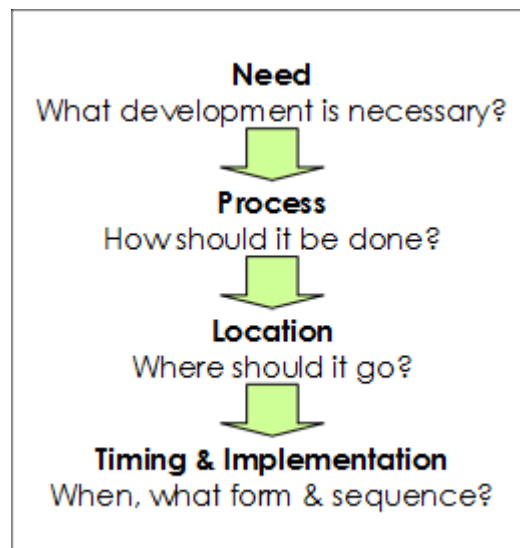 Need
What development is necessary?
Process
How should it be done?
Location
Where should it go?
Timing & Implementation
When, what form & sequence?